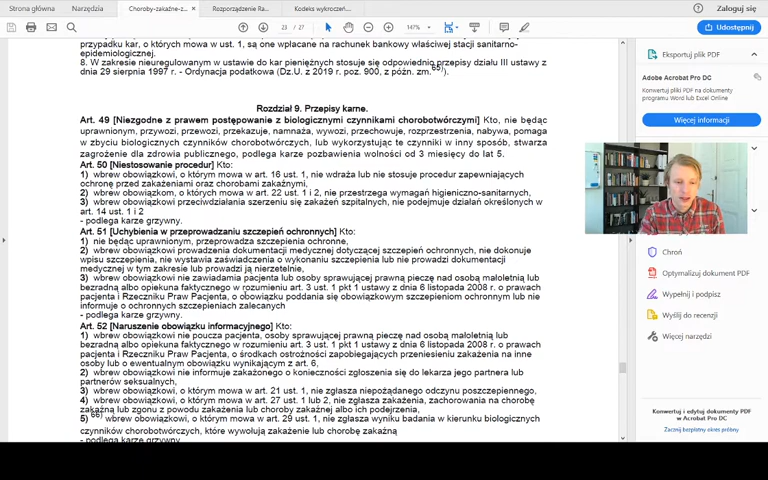 Strona główna
Narzędzia
Choroby-zakaźne-z...
Rozporządzenie Ra...
Kodeks wykroczeń...
Zaloguj się
23 / 27
147%
Udostępnij
przypadku kar, o których mowa w ust. 1, są one wpłacane na rachunek bankowy właściwej stacji sanitarno-
epidemiologicznej.
8. W zakresie nieuregulowanym w ustawie do kar pieniężnych stosuje się odpowiednio przepisy działu III ustawy z
dnia 29 sierpnia 1997 r. - Ordynacja podatkowa (Dz.U. z 2019 r. poz. 900, z późn. zm.65)).
Rozdział 9. Przepisy karne.
Art. 49 [Niezgodne z prawem postępowanie z biologicznymi czynnikami chorobotwórczymi] Kto, nie będąc
uprawnionym, przywozi, przewozi, przekazuje, namnaża, wywozi, przechowuje, rozprzestrzenia, nabywa, pomaga
w zbyciu biologicznych czynników chorobotwórczych, lub wykorzystując te czynniki w inny sposób, stwarza
zagrożenie dla zdrowia publicznego, podlega karze pozbawienia wolności od 3 miesięcy do lat 5.
Art. 50 [Niestosowanie procedur] Kto:
1) wbrew obowiązkowi, o którym mowa w art. 16 ust. 1, nie wdraża lub nie stosuje procedur zapewniających
ochronę przed zakażeniami oraz chorobami zakaźnymi,
2) wbrew obowiązkom, o których mowa w art. 22 ust. 1 i 2, nie przestrzega wymagań higieniczno-sanitarnych,
3) wbrew obowiązkowi przeciwdziałania szerzeniu się zakażeń szpitalnych, nie podejmuje działań określonych w
art. 14 ust. 1 i 2
- podlega karze grzywny.
Art. 51 [Uchybienia w przeprowadzaniu szczepień ochronnych] Kto:
1) nie będąc uprawnionym, przeprowadza szczepienia ochronne,
2) wbrew obowiązkowi prowadzenia dokumentacji medycznej dotyczącej szczepień ochronnych, nie dokonuje
wpisu szczepienia, nie wystawia zaświadczenia o wykonaniu szczepienia lub nie prowadzi dokumentacji
medycznej w tym zakresie lub prowadzi ją nierzetelnie,
3) wbrew obowiązkowi nie zawiadamia pacjenta lub osoby sprawującej prawną pieczę nad osobą małoletnią lub
bezradną albo opiekuna faktycznego w rozumieniu art. 3 ust. 1 pkt 1 ustawy z dnia 6 listopada 2008 r. o prawach
pacjenta i Rzeczniku Praw Pacjenta, o obowiązku poddania się obowiązkowym szczepieniom ochronnym lub nie
informuje o ochronnych szczepieniach zalecanych
- podlega karze grzywny.
Art. 52 [Naruszenie obowiązku informacyjnego] Kto:
1) wbrew obowiązkowi nie poucza pacjenta, osoby sprawującej prawną pieczę nad osobą małoletnią lub
bezradną albo opiekuna faktycznego w rozumieniu art. 3 ust. 1 pkt 1 ustawy z dnia 6 listopada 2008 r. o prawach
pacjenta i Rzeczniku Praw Pacjenta, o środkach ostrożności zapobiegających przeniesieniu zakażenia na inne
osoby lub o ewentualnym obowiązku wynikającym z art. 6,
2) wbrew obowiązkowi nie informuje zakażonego o konieczności zgłoszenia się do lekarza jego partnera lub
partnerów seksualnych,
3) wbrew obowiązkowi, o którym mowa w art. 21 ust. 1, nie zgłasza niepożądanego odczynu poszczepiennego,
4) wbrew obowiązkowi, o którym mowa w art. 27 ust. 1 lub 2, nie zgłasza zakażenia, zachorowania na chorobę
zakaźną lub zgonu z powodu zakażenia lub choroby zakaźnej albo ich podejrzenia,
5) 66) wbrew obowiązkowi, o którym mowa w art. 29 ust. 1, nie zgłasza wyniku badania w kierunku biologicznych
czynników chorobotwórczych, które wywołują zakażenie lub chorobę zakaźną
- podlega karze grzywny
Eksportuj plik PDF
Adobe Acrobat Pro DC
Konwertuj pliki PDF na dokumenty
programu Word lub Excel Online
Więcej informacji
Chroń
Optymalizuj dokument PDF
Wypełnij i podpisz
Wyślij do recenzji
Więcej narzędzi
Konwertuj i edytuj dokumenty PDF
w Acrobat Pro DC
Zacznij bezpłatny okres próbny